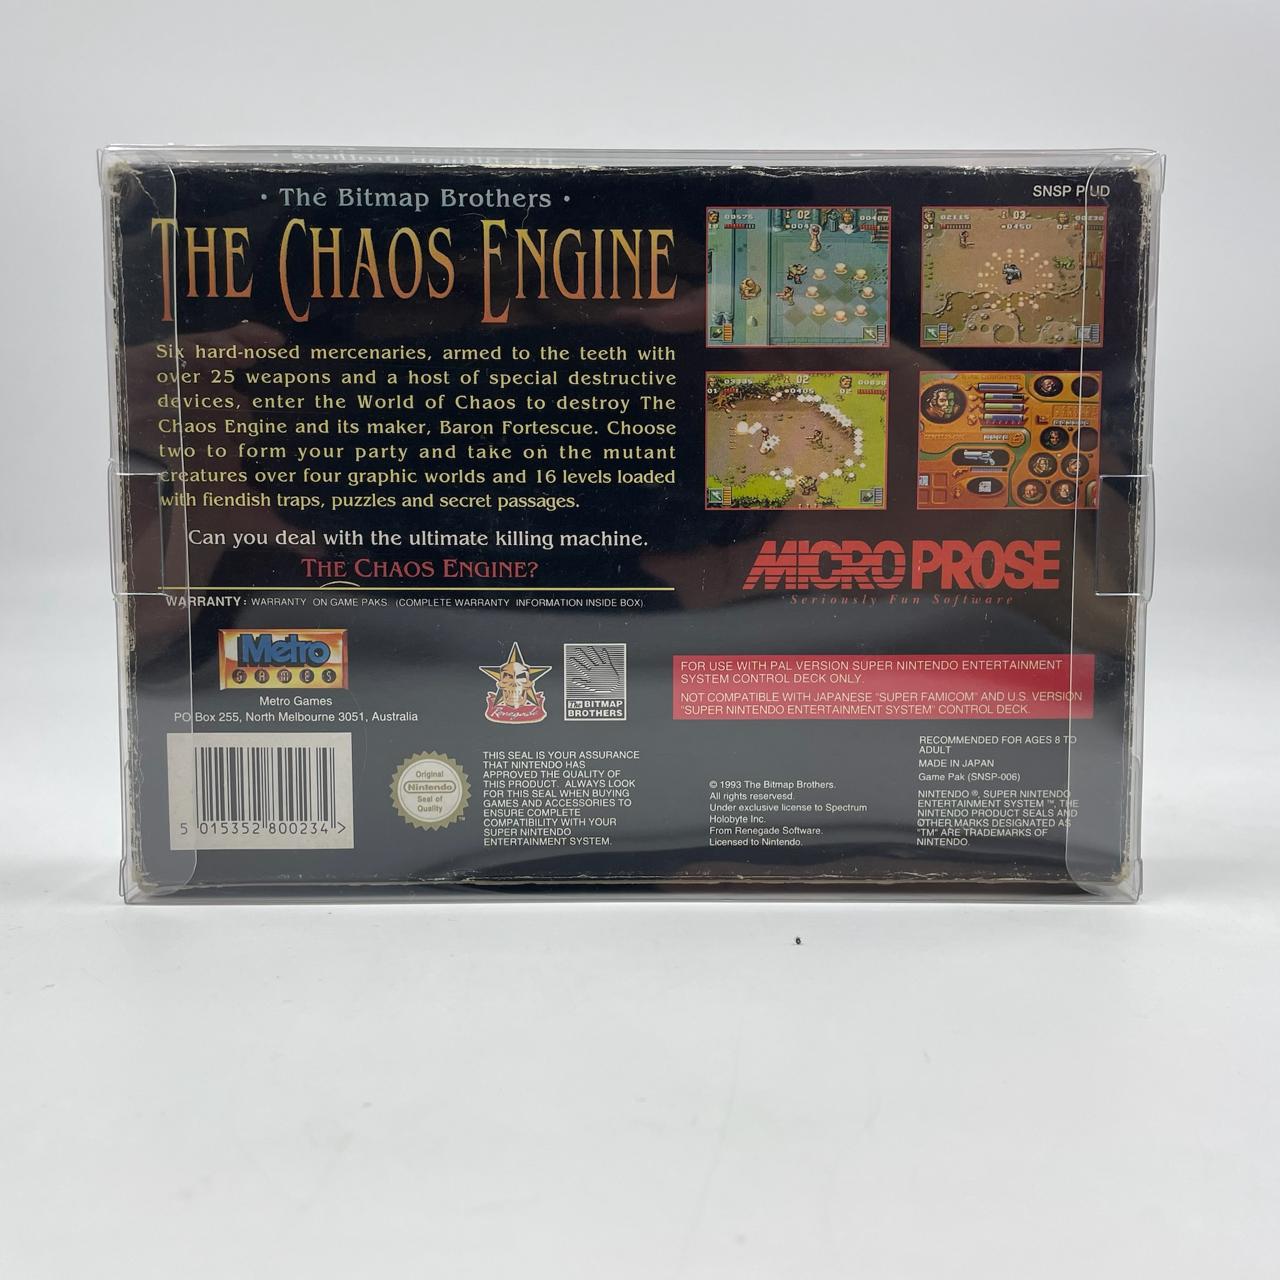 • The Bitmap Brothers •
THE CHAOS ENGINE
Six hard-nosed mercenaries, armed to the teeth with
over 25 weapons and a host of special destructive
devices, enter the World of Chaos to destroy The
Chaos Engine and its maker, Baron Fortescue. Choose
two to form your party and take on the mutant
creatures over four graphic worlds and 16 levels loaded
with fiendish traps, puzzles and secret passages.
Can you deal with the ultimate killing machine.
THE CHAOS ENGINE?
WARRANTY: WARRANTY ON GAME PAKS. (COMPLETE WARRANTY INFORMATION INSIDE BOX).
SNSP P UD
MICRO PROSE
Seriously Fun Software
Metro
GAMES
Metro Games
PO Box 255, North Melbourne 3051, Australia
Renegade
The BITMAP
BROTHERS
FOR USE WITH PAL VERSION SUPER NINTENDO ENTERTAINMENT
SYSTEM CONTROL DECK ONLY.
NOT COMPATIBLE WITH JAPANESE "SUPER FAMICOM" AND U.S. VERSION
"SUPER NINTENDO ENTERTAINMENT SYSTEM" CONTROL DECK.
5 015352 800234 >
Original
Nintendo
Seal of
Quality
THIS SEAL IS YOUR ASSURANCE
THAT NINTENDO HAS
APPROVED THE QUALITY OF
THIS PRODUCT. ALWAYS LOOK
FOR THIS SEAL WHEN BUYING
GAMES AND ACCESSORIES TO
ENSURE COMPLETE
COMPATIBILITY WITH YOUR
SUPER NINTENDO
ENTERTAINMENT SYSTEM.
© 1993 The Bitmap Brothers.
All rights reservesd.
Under exclusive license to Spectrum
Holobyte Inc.
From Renegade Software.
Licensed to Nintendo.
RECOMMENDED FOR AGES 8 TO
ADULT
MADE IN JAPAN
Game Pak (SNSP-006)
NINTENDO ®, SUPER NINTENDO
ENTERTAINMENT SYSTEM ™, THE
NINTENDO PRODUCT SEALS AND
OTHER MARKS DESIGNATED AS
"TM" ARE TRADEMARKS OF
NINTENDO.